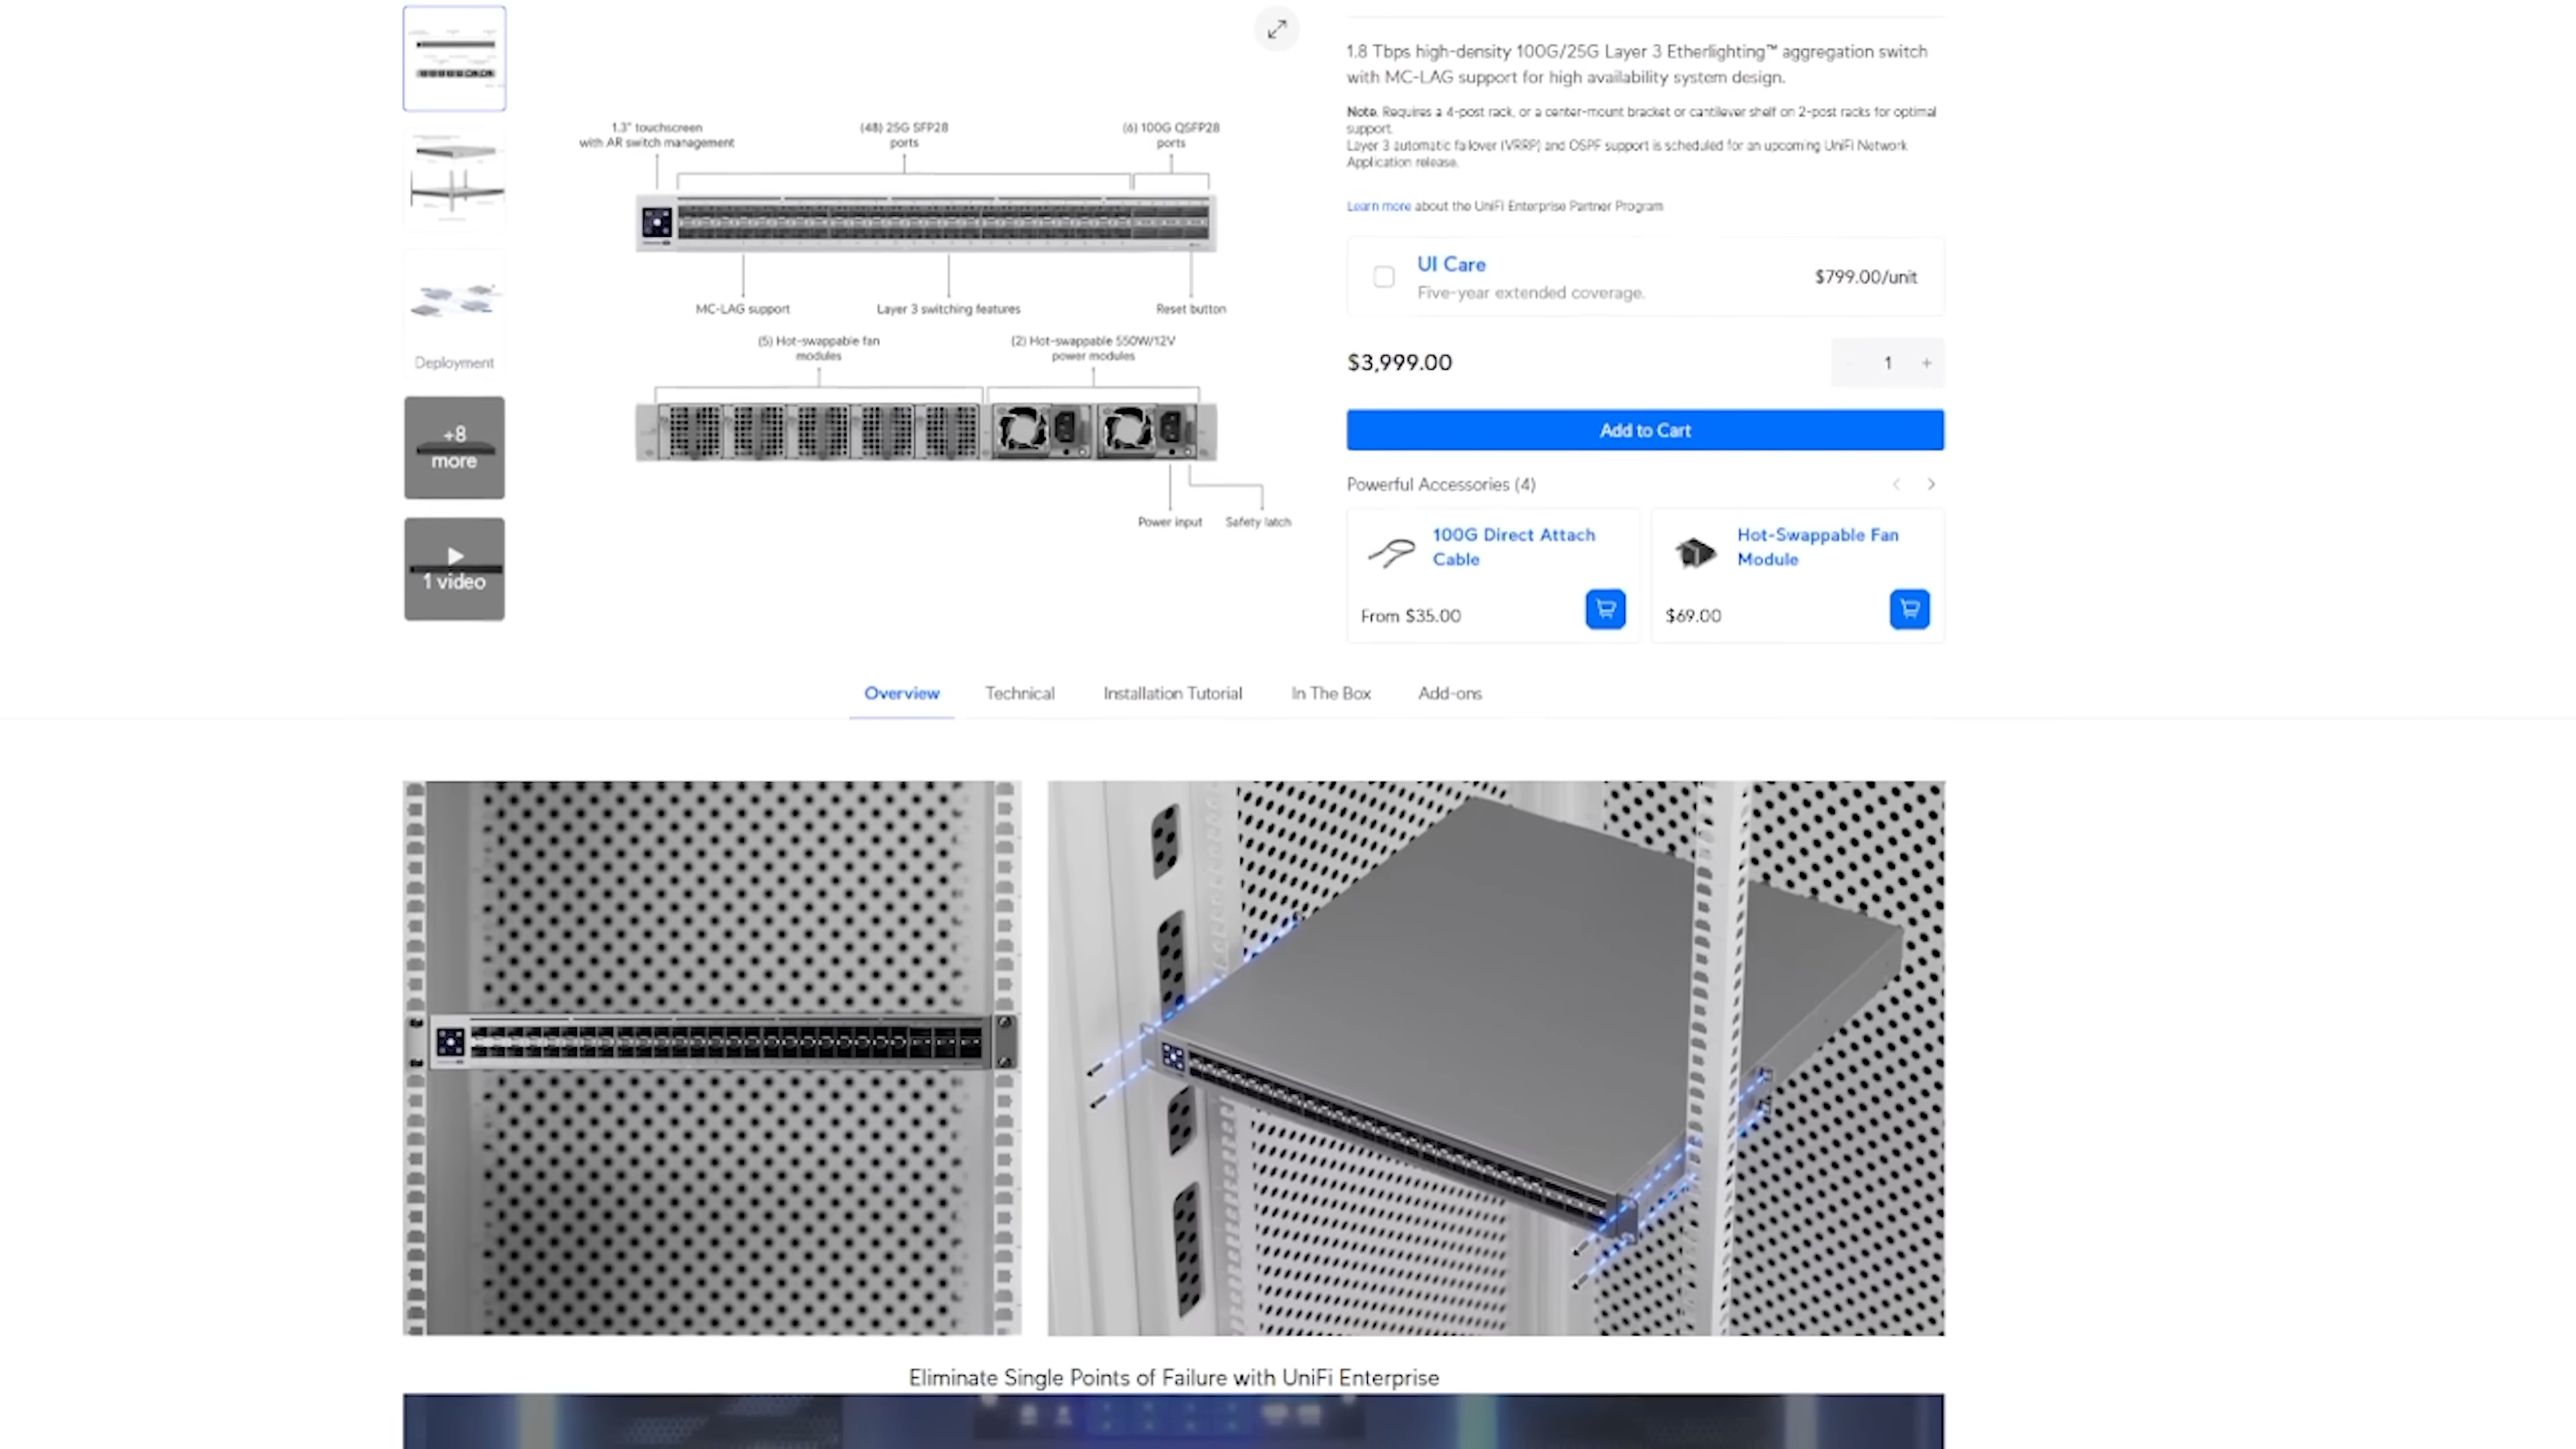 1.3" touchscreen
with AR switch management
(48) 25G SFP28
ports
(6) 100G QSFP28
ports
MC-LAG support
Layer 3 switching features
Reset button
(5) Hot-swappable fan
modules
(2) Hot-swappable 550W/12V
power modules
Power input
Safety latch
Deployment
+8
more
1 video
1.8 Tbps high-density 100G/25G Layer 3 Etherlighting™ aggregation switch
with MC-LAG support for high availability system design.
Note. Requires a 4-post rack, or a center-mount bracket or cantilever shelf on 2-post racks for optimal
support.
Layer 3 automatic failover (VRRP) and OSPF support is scheduled for an upcoming UniFi Network
Application release.
Learn more about the UniFi Enterprise Partner Program
UI Care
$799.00/unit
Five-year extended coverage.
$3,999.00
- 1 +
Add to Cart
Powerful Accessories (4)
100G Direct Attach
Cable
From $35.00
Hot-Swappable Fan
Module
$69.00
Overview
Technical
Installation Tutorial
In The Box
Add-ons
Eliminate Single Points of Failure with UniFi Enterprise